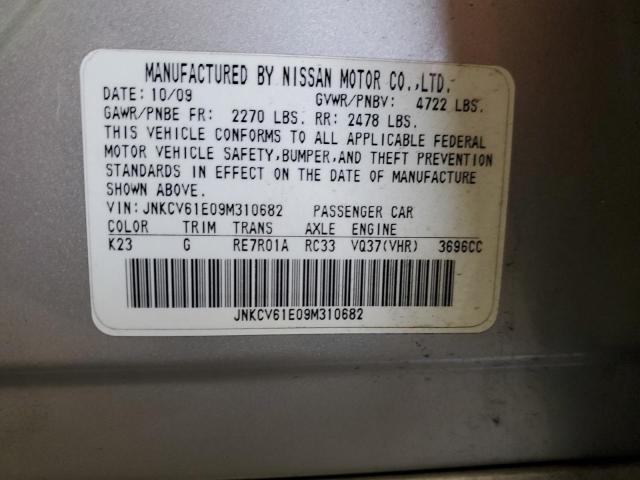 MANUFACTURED BY NISSAN MOTOR CO.,LTD.
DATE: 10/09 GVWR/PNBV: 4722 LBS.
GAWR/PNBE FR: 2270 LBS. RR: 2478 LBS.
THIS VEHICLE CONFORMS TO ALL APPLICABLE FEDERAL
MOTOR VEHICLE SAFETY,BUMPER,AND THEFT PREVENTION
STANDARDS IN EFFECT ON THE DATE OF MANUFACTURE
SHOWN ABOVE.
VIN:JNKCV61E09M310682 PASSENGER CAR
COLOR TRIM TRANS AXLE ENGINE
K23 G RE7R01A RC33 VQ37(VHR) 3696CC
JNKCV61E09M310682